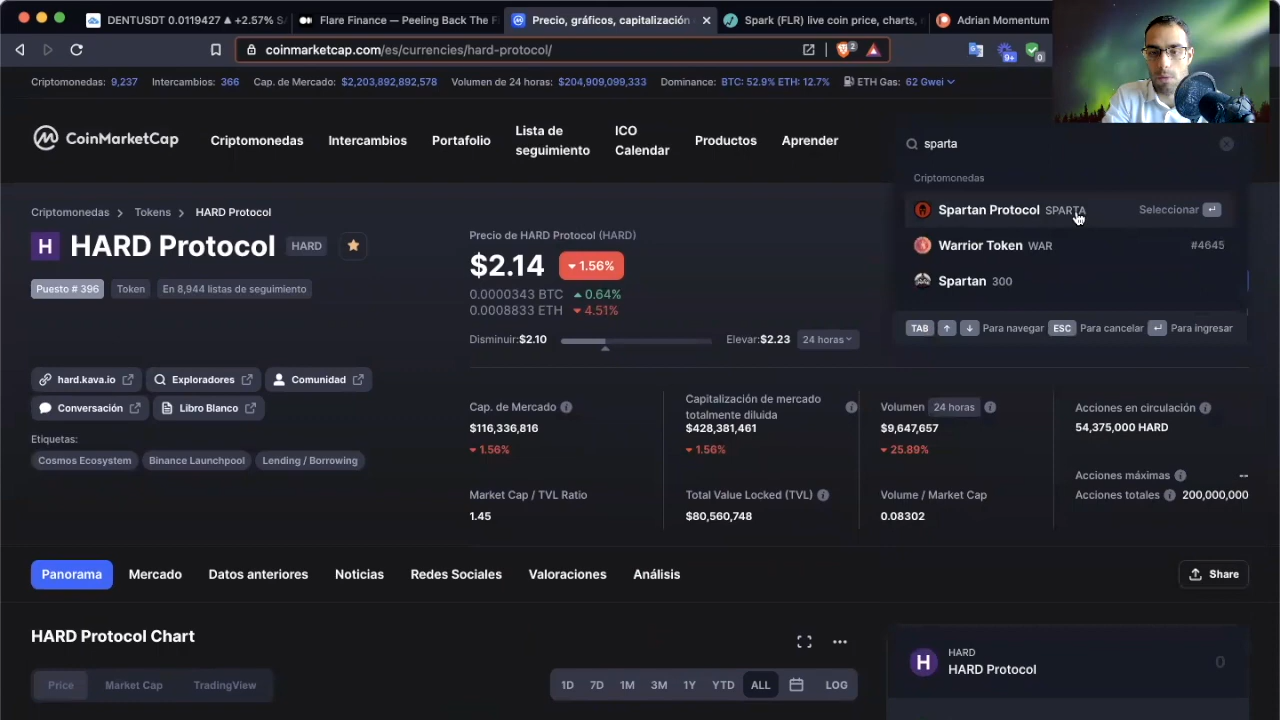 DENTUSDT 0.0119427 ▲ +2.57%
Flare Finance — Peeling Back The F
Precio, gráficos, capitalización
Spark (FLR) live coin price, charts,
Adrian Momentum
coinmarketcap.com/es/currencies/hard-protocol/
2
9+
0
Criptomonedas: 9,237 Intercambios: 366 Cap. de Mercado: $2,203,892,892,578 Volumen de 24 horas: $204,909,099,333 Dominance: BTC: 52.9% ETH: 12.7% ETH Gas: 62 Gwei
CoinMarketCap
Criptomonedas
Intercambios
Portafolio
Lista de
seguimiento
ICO
Calendar
Productos
Aprender
sparta
Criptomonedas
Spartan Protocol SPARTA Seleccionar
Warrior Token WAR #4645
Spartan 300
TAB ↑ ↓ Para navegar ESC Para cancelar ↵ Para ingresar
Criptomonedas > Tokens > HARD Protocol
H HARD Protocol HARD
Puesto # 396 Token En 8,944 listas de seguimiento
hard.kava.io Exploradores Comunidad
Conversación Libro Blanco
Etiquetas:
Cosmos Ecosystem Binance Launchpool Lending / Borrowing
Precio de HARD Protocol (HARD)
$2.14 ▾ 1.56%
0.0000343 BTC ▴ 0.64%
0.0008833 ETH ▾ 4.51%
Disminuir:$2.10 Elevar:$2.23 24 horas
Cap. de Mercado
$116,336,816
▾ 1.56%
Capitalización de mercado
totalmente diluida
$428,381,461
▾ 1.56%
Volumen 24 horas
$9,647,657
▾ 25.89%
Acciones en circulación
54,375,000 HARD
Acciones máximas --
Acciones totales 200,000,000
Market Cap / TVL Ratio
1.45
Total Value Locked (TVL)
$80,560,748
Volume / Market Cap
0.08302
Panorama Mercado Datos anteriores Noticias Redes Sociales Valoraciones Análisis Share
HARD Protocol Chart
Price Market Cap TradingView
1D 7D 1M 3M 1Y YTD ALL LOG
H
HARD
HARD Protocol
0